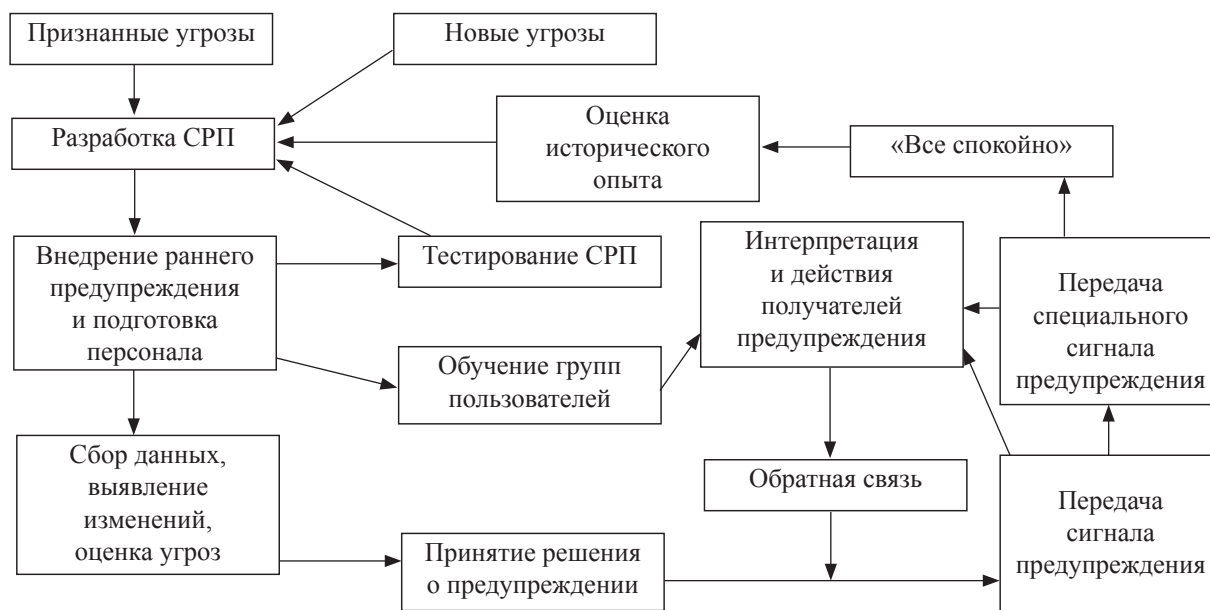 Признанные угрозы
Новые угрозы
Разработка СРП
Оценка
исторического
опыта
«Все спокойно»
Внедрение раннего
предупреждения
и подготовка
персонала
Тестирование СРП
Интерпретация
и действия
получателей
предупреждения
Передача
специального
сигнала
предупреждения
Обучение групп
пользователей
Сбор данных,
выявление
изменений,
оценка угроз
Обратная связь
Принятие решения
о предупреждении
Передача
сигнала
предупреждения